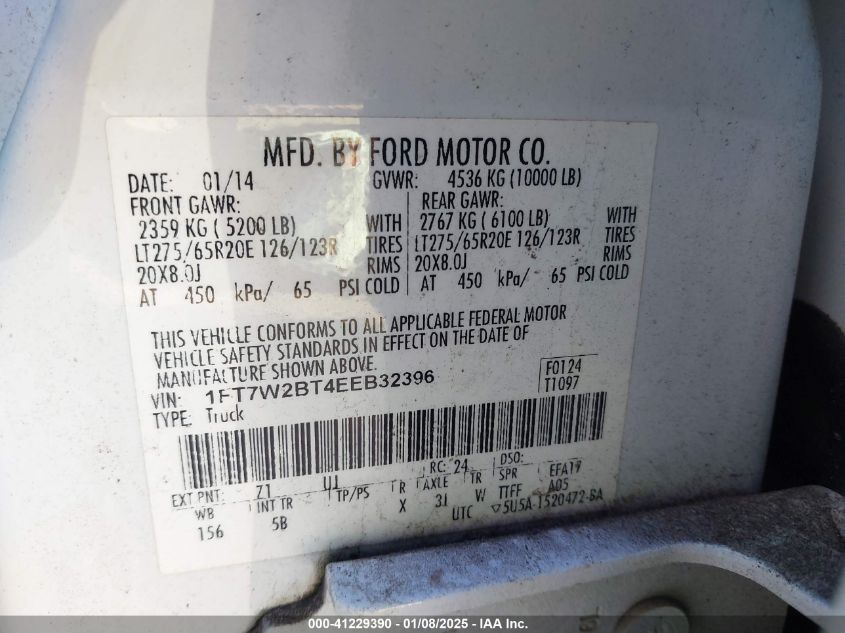 MFD. BY FORD MOTOR CO.
DATE: 01/14 GVWR: 4536 KG (10000 LB)
FRONT GAWR: REAR GAWR:
2359 KG ( 5200 LB) WITH 2767 KG ( 6100 LB) WITH
LT275/65R20E 126/123R TIRES LT275/65R20E 126/123R TIRES
20X8.0J RIMS 20X8.0J RIMS
AT 450 kPa/ 65 PSI COLD AT 450 kPa/ 65 PSI COLD
THIS VEHICLE CONFORMS TO ALL APPLICABLE FEDERAL MOTOR
VEHICLE SAFETY STANDARDS IN EFFECT ON THE DATE OF
MANUFACTURE SHOWN ABOVE.
VIN: 1FT7W2BT4EEB32396 F0124
TYPE: Truck T1097
RC: 24 DSO:
EXT PNT: Z1 UJ
WB INT TR TP/PS R AXLE TR SPR EFA17
156 5B X 31 W TTFF A05
UTC ▽5U5A-1520472-BA
000-41229390 - 01/08/2025 - IAA Inc.